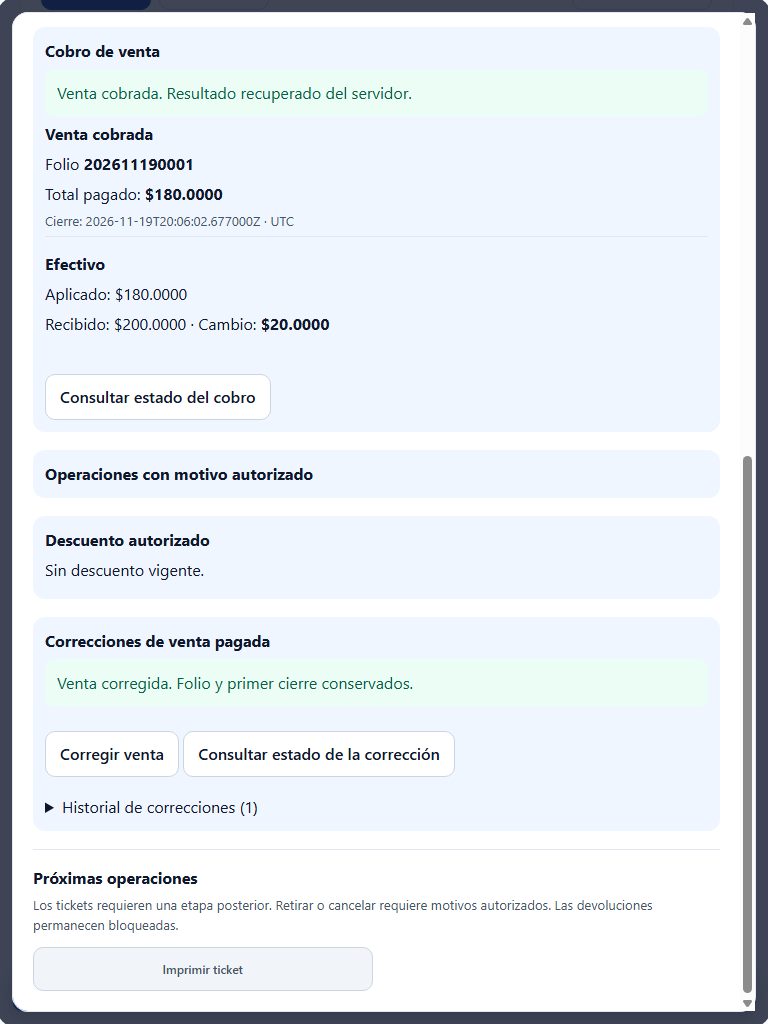 Cobro de venta
Venta cobrada. Resultado recuperado del servidor.
Venta cobrada
Folio 202611190001
Total pagado: $180.0000
Cierre: 2026-11-19T20:06:02.677000Z · UTC
Efectivo
Aplicado: $180.0000
Recibido: $200.0000 · Cambio: $20.0000
Consultar estado del cobro
Operaciones con motivo autorizado
Descuento autorizado
Sin descuento vigente.
Correcciones de venta pagada
Venta corregida. Folio y primer cierre conservados.
Corregir venta Consultar estado de la corrección
Historial de correcciones (1)
Próximas operaciones
Los tickets requieren una etapa posterior. Retirar o cancelar requiere motivos autorizados. Las devoluciones
permanecen bloqueadas.
Imprimir ticket